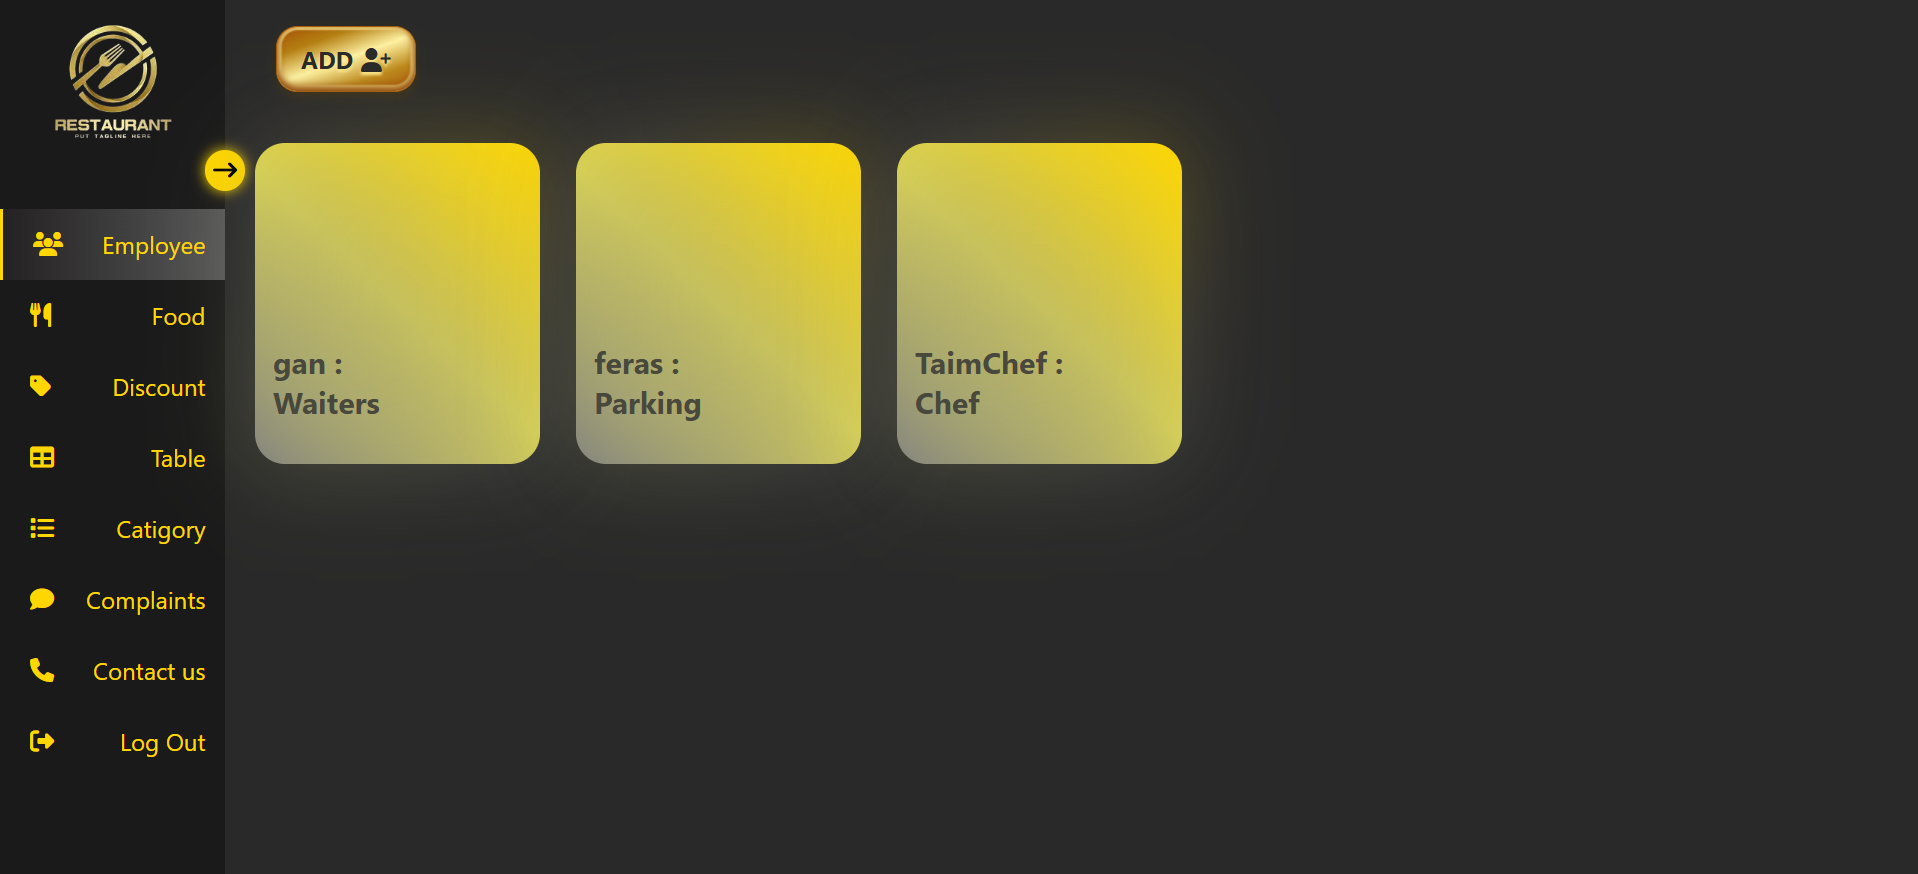 RESTAURANT
PUT TAGLINE HERE
ADD
Employee
Food
Discount
Table
Catigory
Complaints
Contact us
Log Out
gan :
Waiters
feras :
Parking
TaimChef :
Chef